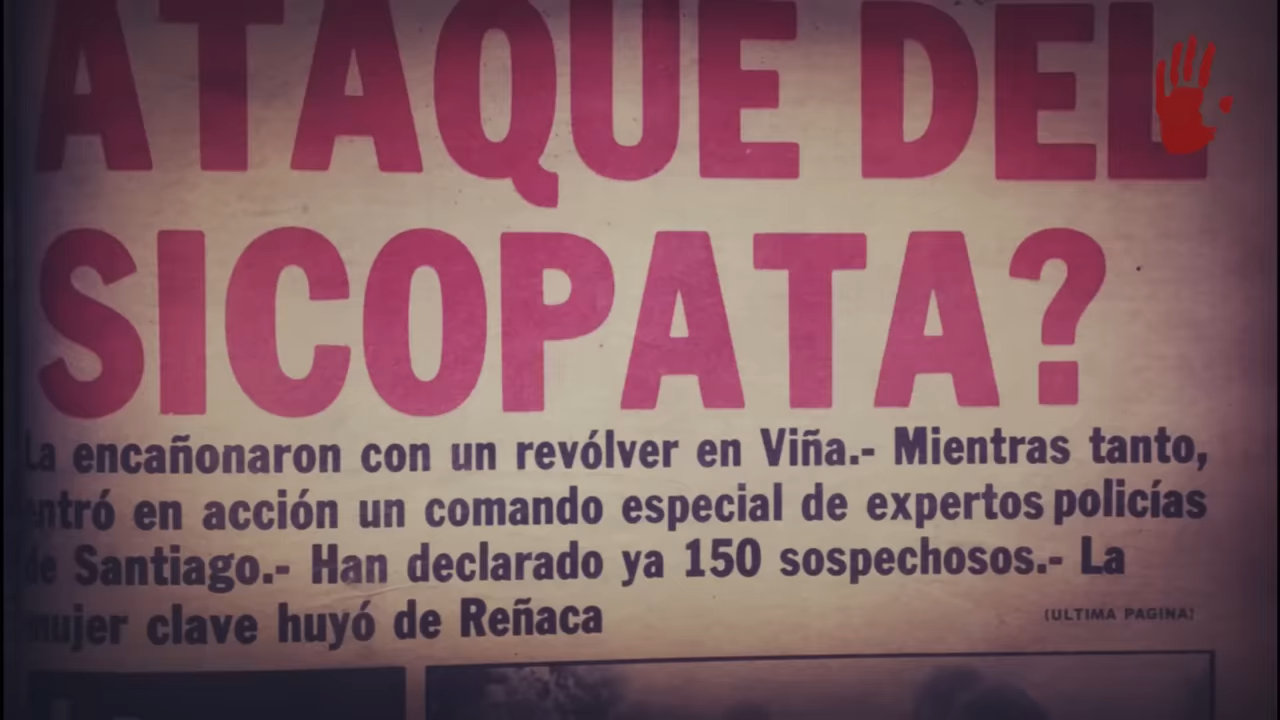 ATAQUE DEL
SICOPATA?
La encañonaron con un revólver en Viña.- Mientras tanto,
entró en acción un comando especial de expertos policías
de Santiago.- Han declarado ya 150 sospechosos.- La
mujer clave huyó de Reñaca
(ULTIMA PAGINA)